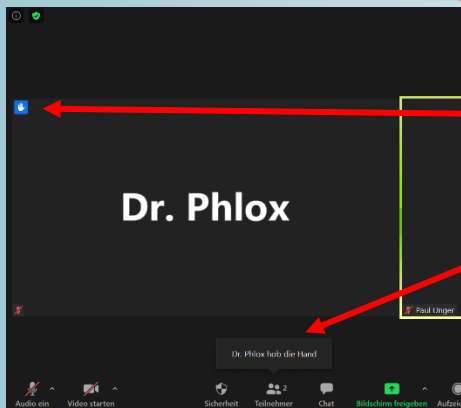 Dr. Phlox
Paul Unger
Dr. Phlox hob die Hand
2
Audio ein
Video starten
Sicherheit
Teilnehmer
Chat
Bildschirm freigeben
Aufzeic